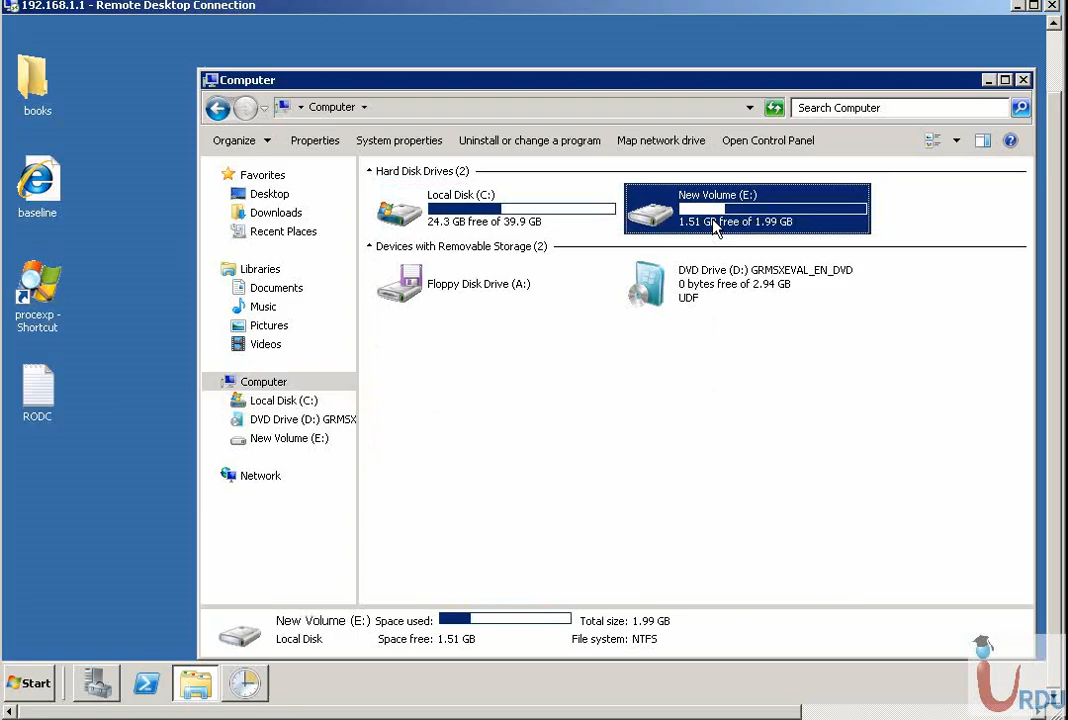 192.168.1.1 - Remote Desktop Connection
books
baseline
procexp -
Shortcut
RODC
Computer
Computer
Search Computer
Organize
Properties
System properties
Uninstall or change a program
Map network drive
Open Control Panel
Favorites
Desktop
Downloads
Recent Places
Libraries
Documents
Music
Pictures
Videos
Computer
Local Disk (C:)
DVD Drive (D:) GRMSX
New Volume (E:)
Network
Hard Disk Drives (2)
Local Disk (C:)
24.3 GB free of 39.9 GB
New Volume (E:)
1.51 GB free of 1.99 GB
Devices with Removable Storage (2)
Floppy Disk Drive (A:)
DVD Drive (D:) GRMSXEVAL_EN_DVD
0 bytes free of 2.94 GB
UDF
New Volume (E:) Space used: Total size: 1.99 GB
Local Disk Space free: 1.51 GB File system: NTFS
Start
iURDU